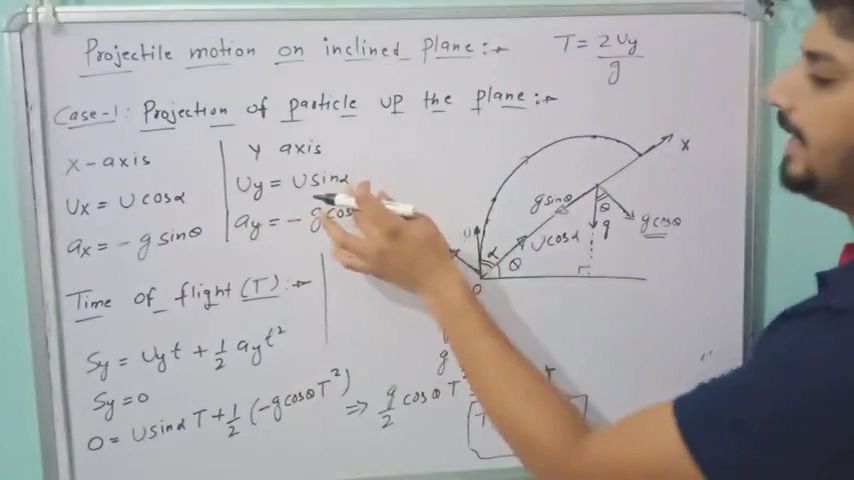 Projectile motion on inclined plane :-
T = 2Uy / g
Case-1: Projection of particle up the plane :-
X-axis
Ux = U cosα
ax = - g sinθ
Y axis
Uy = U sinα
ay = - g cos
Time of flight (T) :-
Sy = Uyt + 1/2 ayt²
Sy = 0
0 = U sinα T + 1/2 (-g cosθ T²) ⇒ g/2 cosθ T²
X
g sinθ
θ
g
g cosθ
U
α
U cosα
θ
g
T